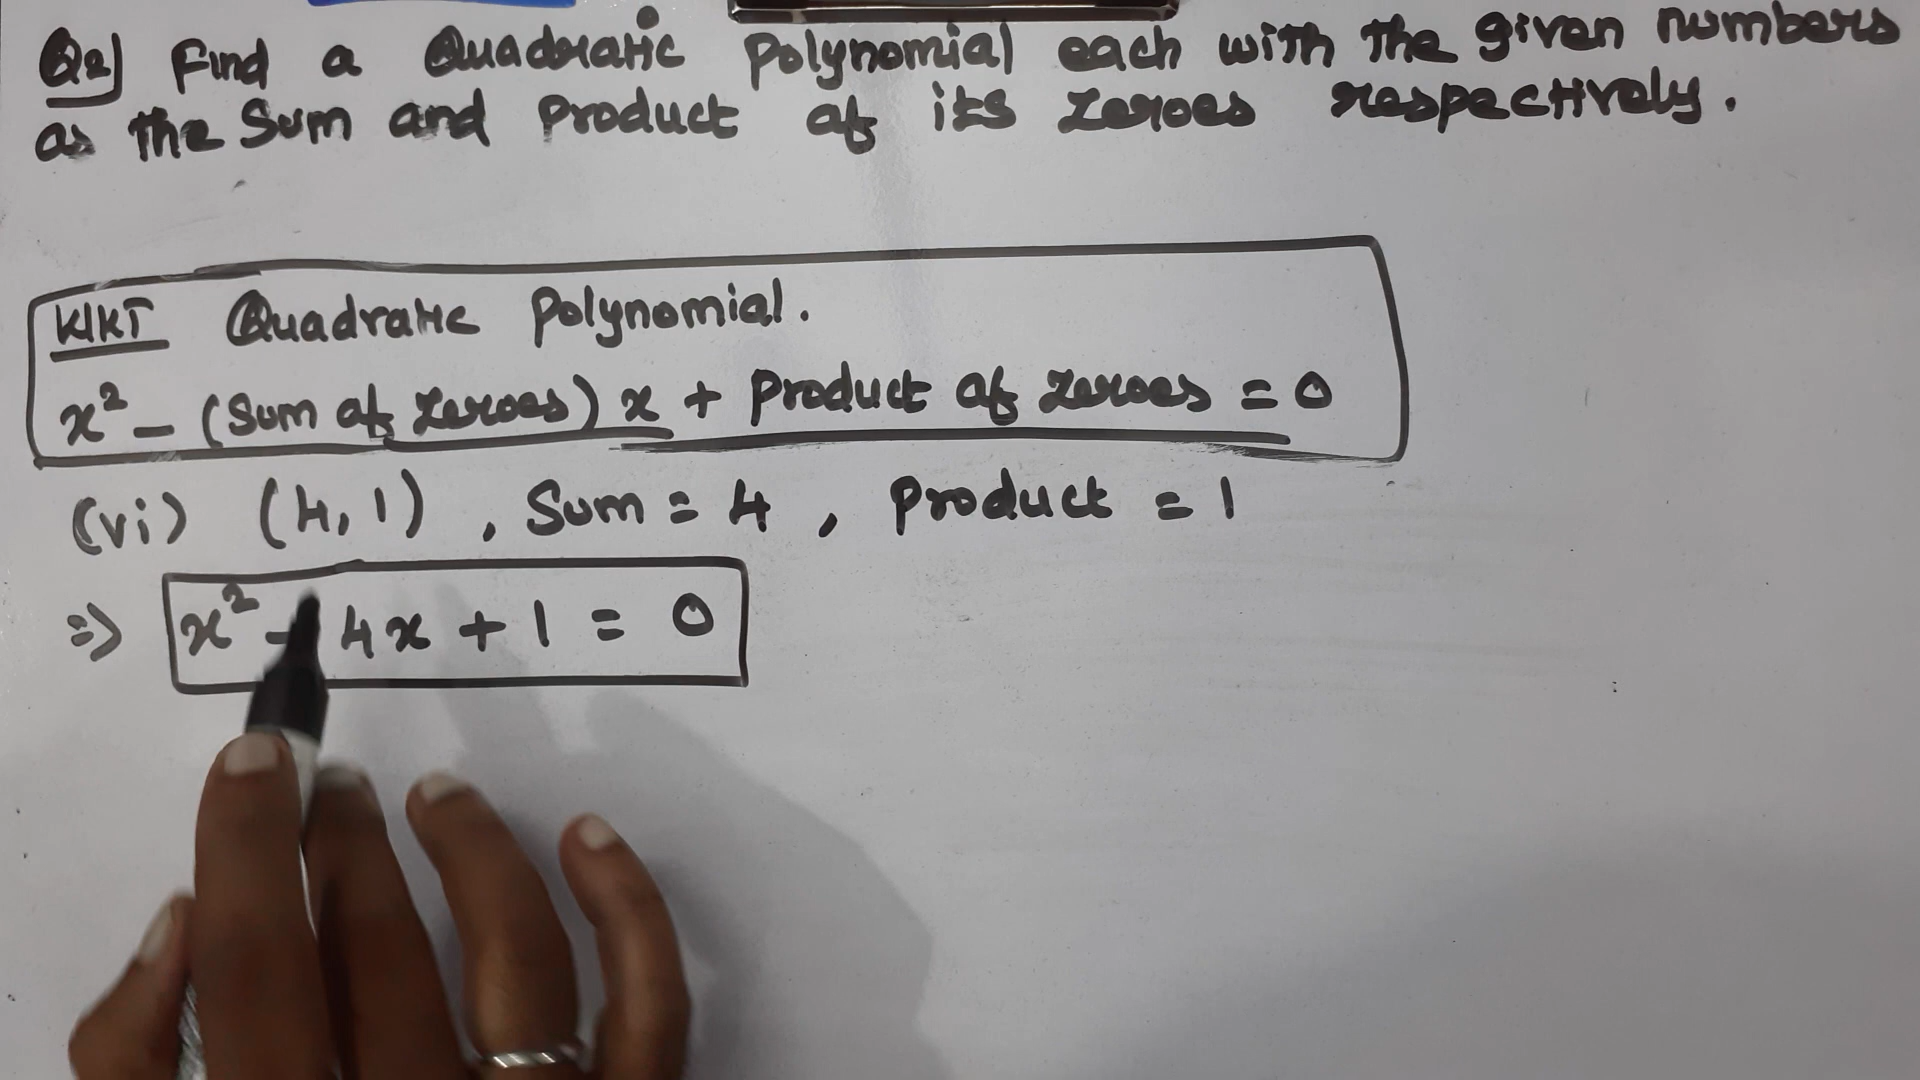 Q2) Find a Quadratic Polynomial each with the given numbers
as the Sum and Product of its Zeroes respectively.
WKT Quadratic Polynomial.
x² - (Sum of Zeroes) x + Product of Zeroes = 0
(vi) (4, 1) , Sum = 4 , Product = 1
⇒ x² - 4x + 1 = 0